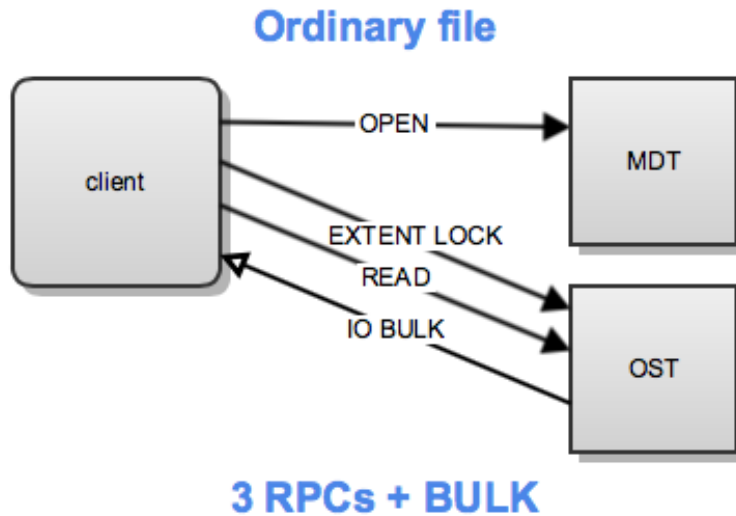 Ordinary file
client
OPEN
MDT
EXTENT LOCK
READ
IO BULK
OST
3 RPCs + BULK